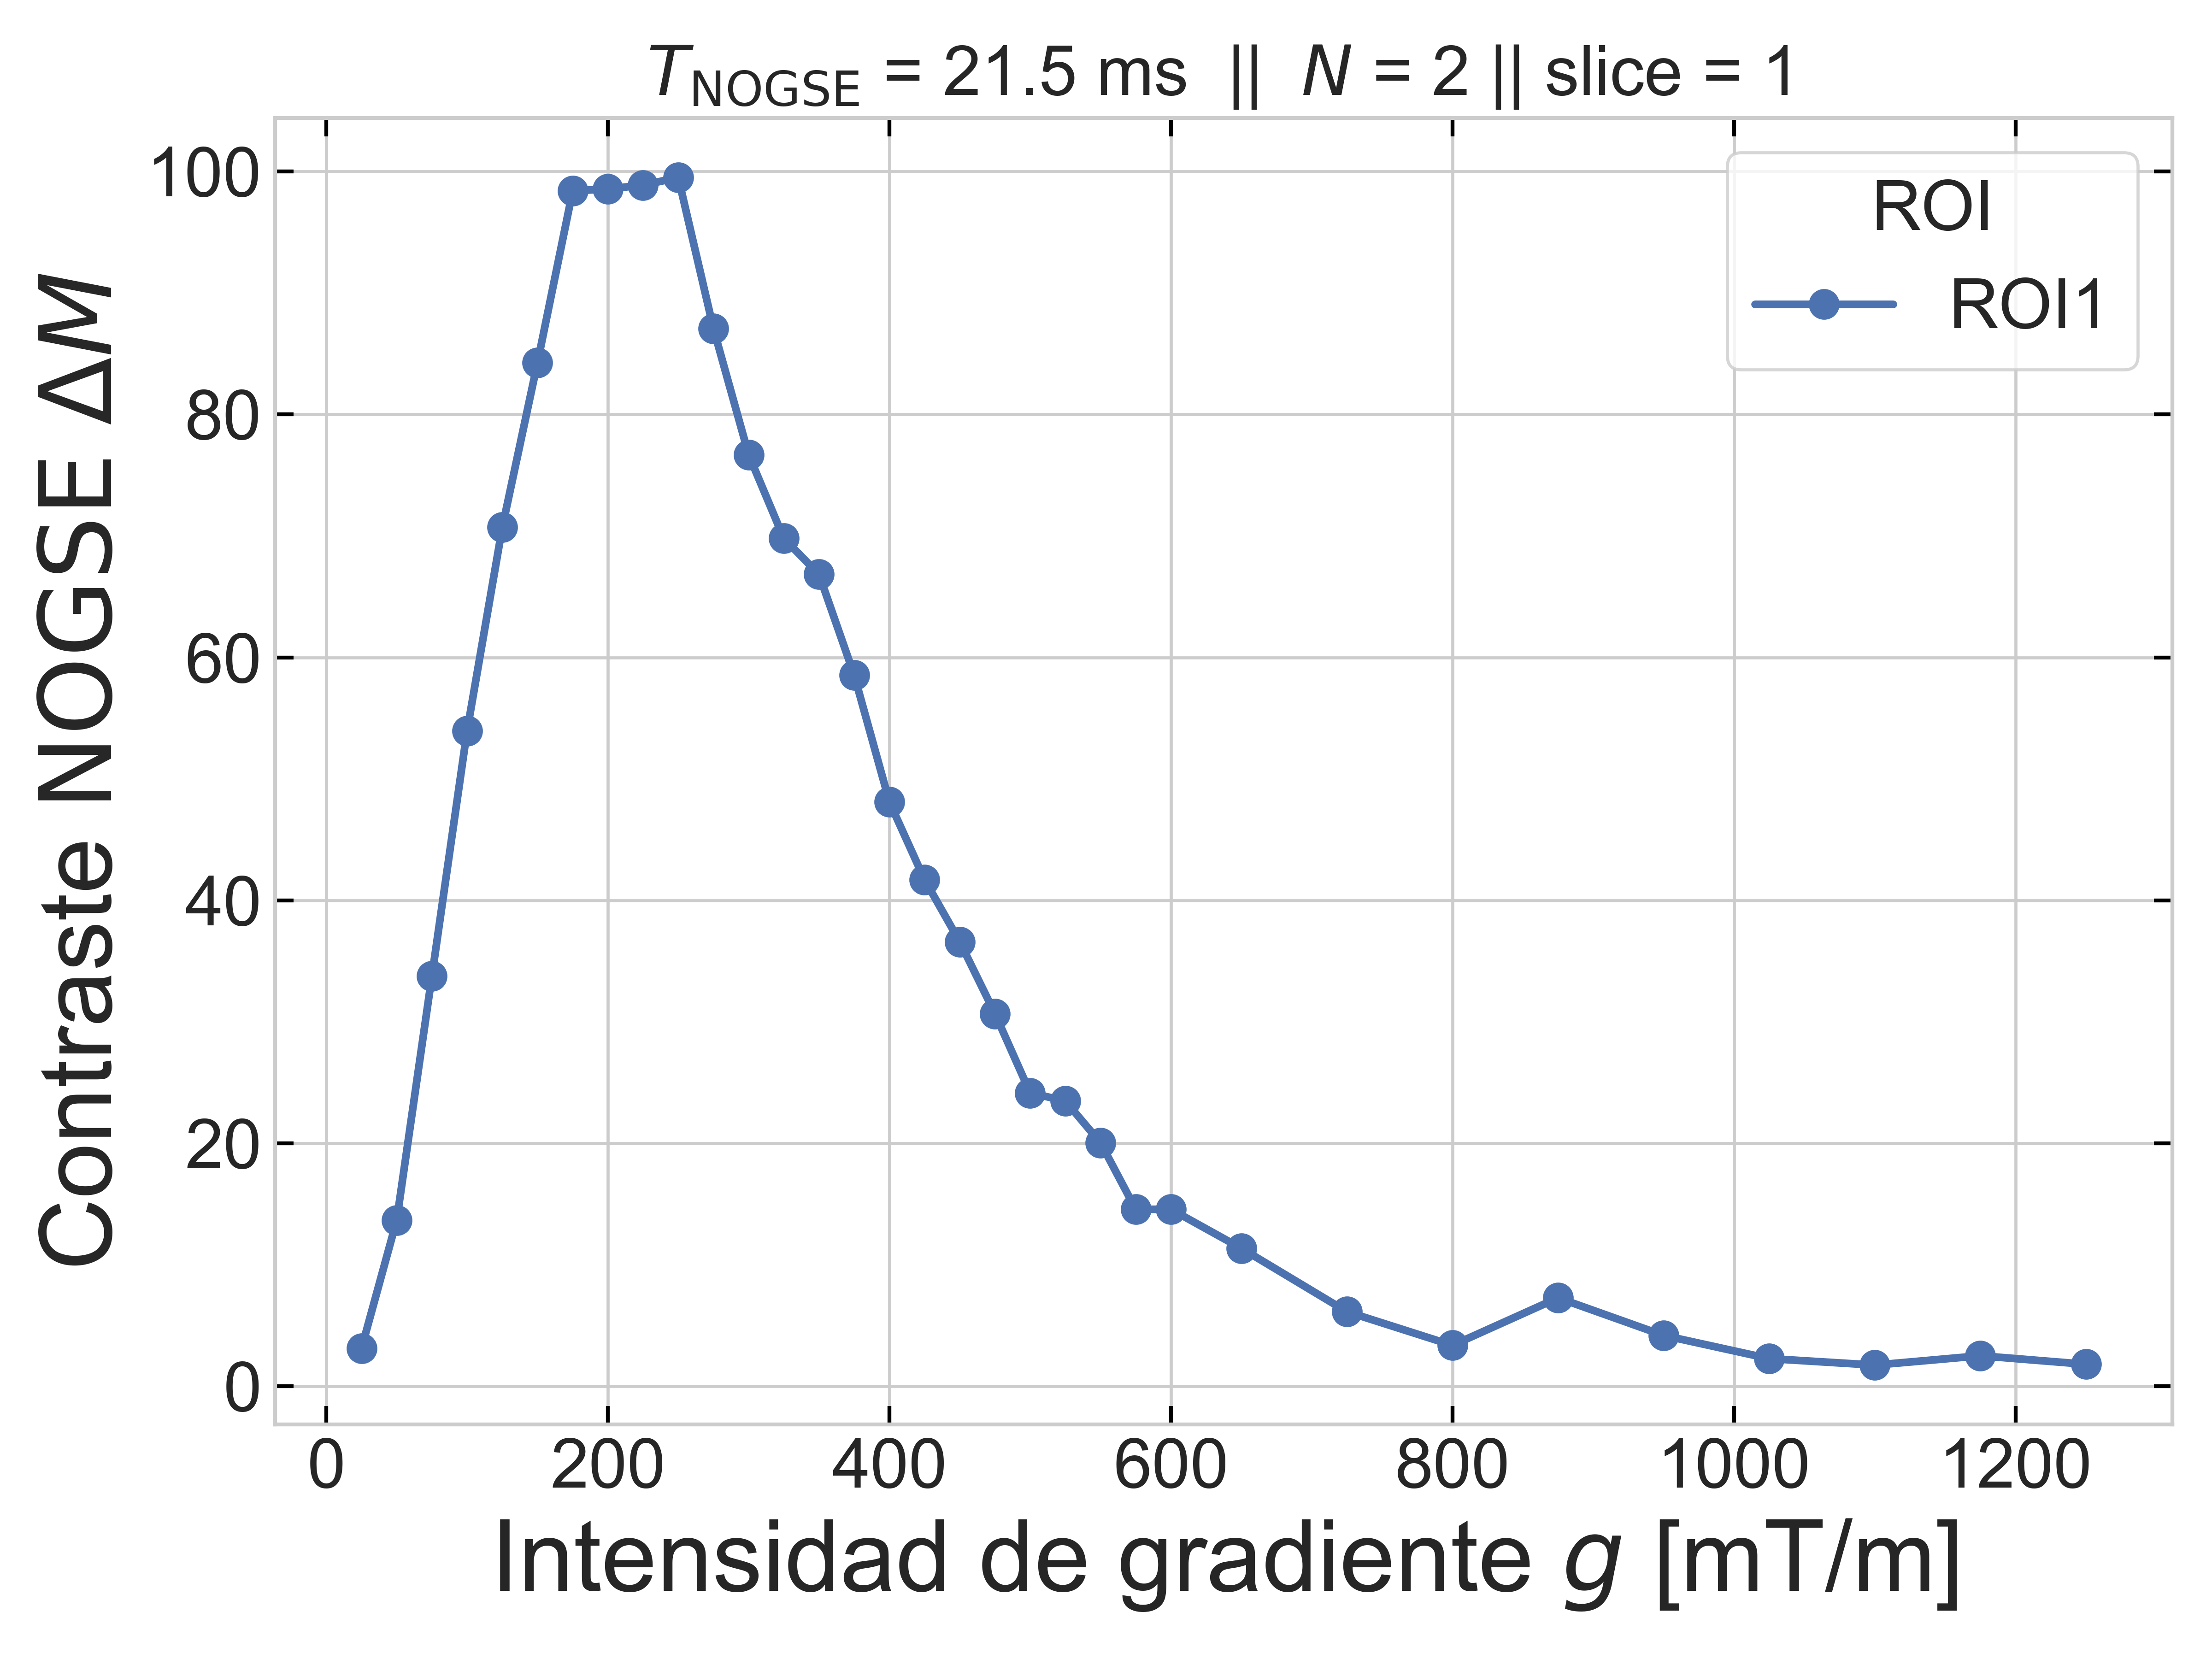 T_NOGSE = 21.5 ms || N = 2 || slice = 1
Contraste NOGSE ΔM
100
80
60
40
20
0
ROI
ROI1
0 200 400 600 800 1000 1200
Intensidad de gradiente g [mT/m]